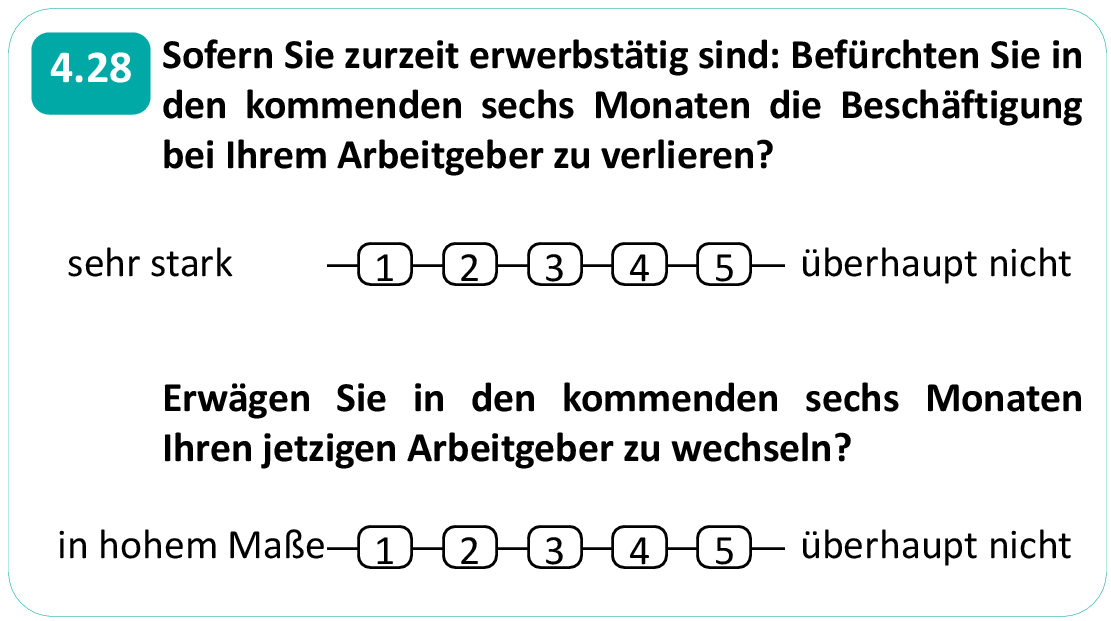 4.28 Sofern Sie zurzeit erwerbstätig sind: Befürchten Sie in
den kommenden sechs Monaten die Beschäftigung
bei Ihrem Arbeitgeber zu verlieren?
sehr stark 1 2 3 4 5 überhaupt nicht
Erwägen Sie in den kommenden sechs Monaten
Ihren jetzigen Arbeitgeber zu wechseln?
in hohem Maße 1 2 3 4 5 überhaupt nicht